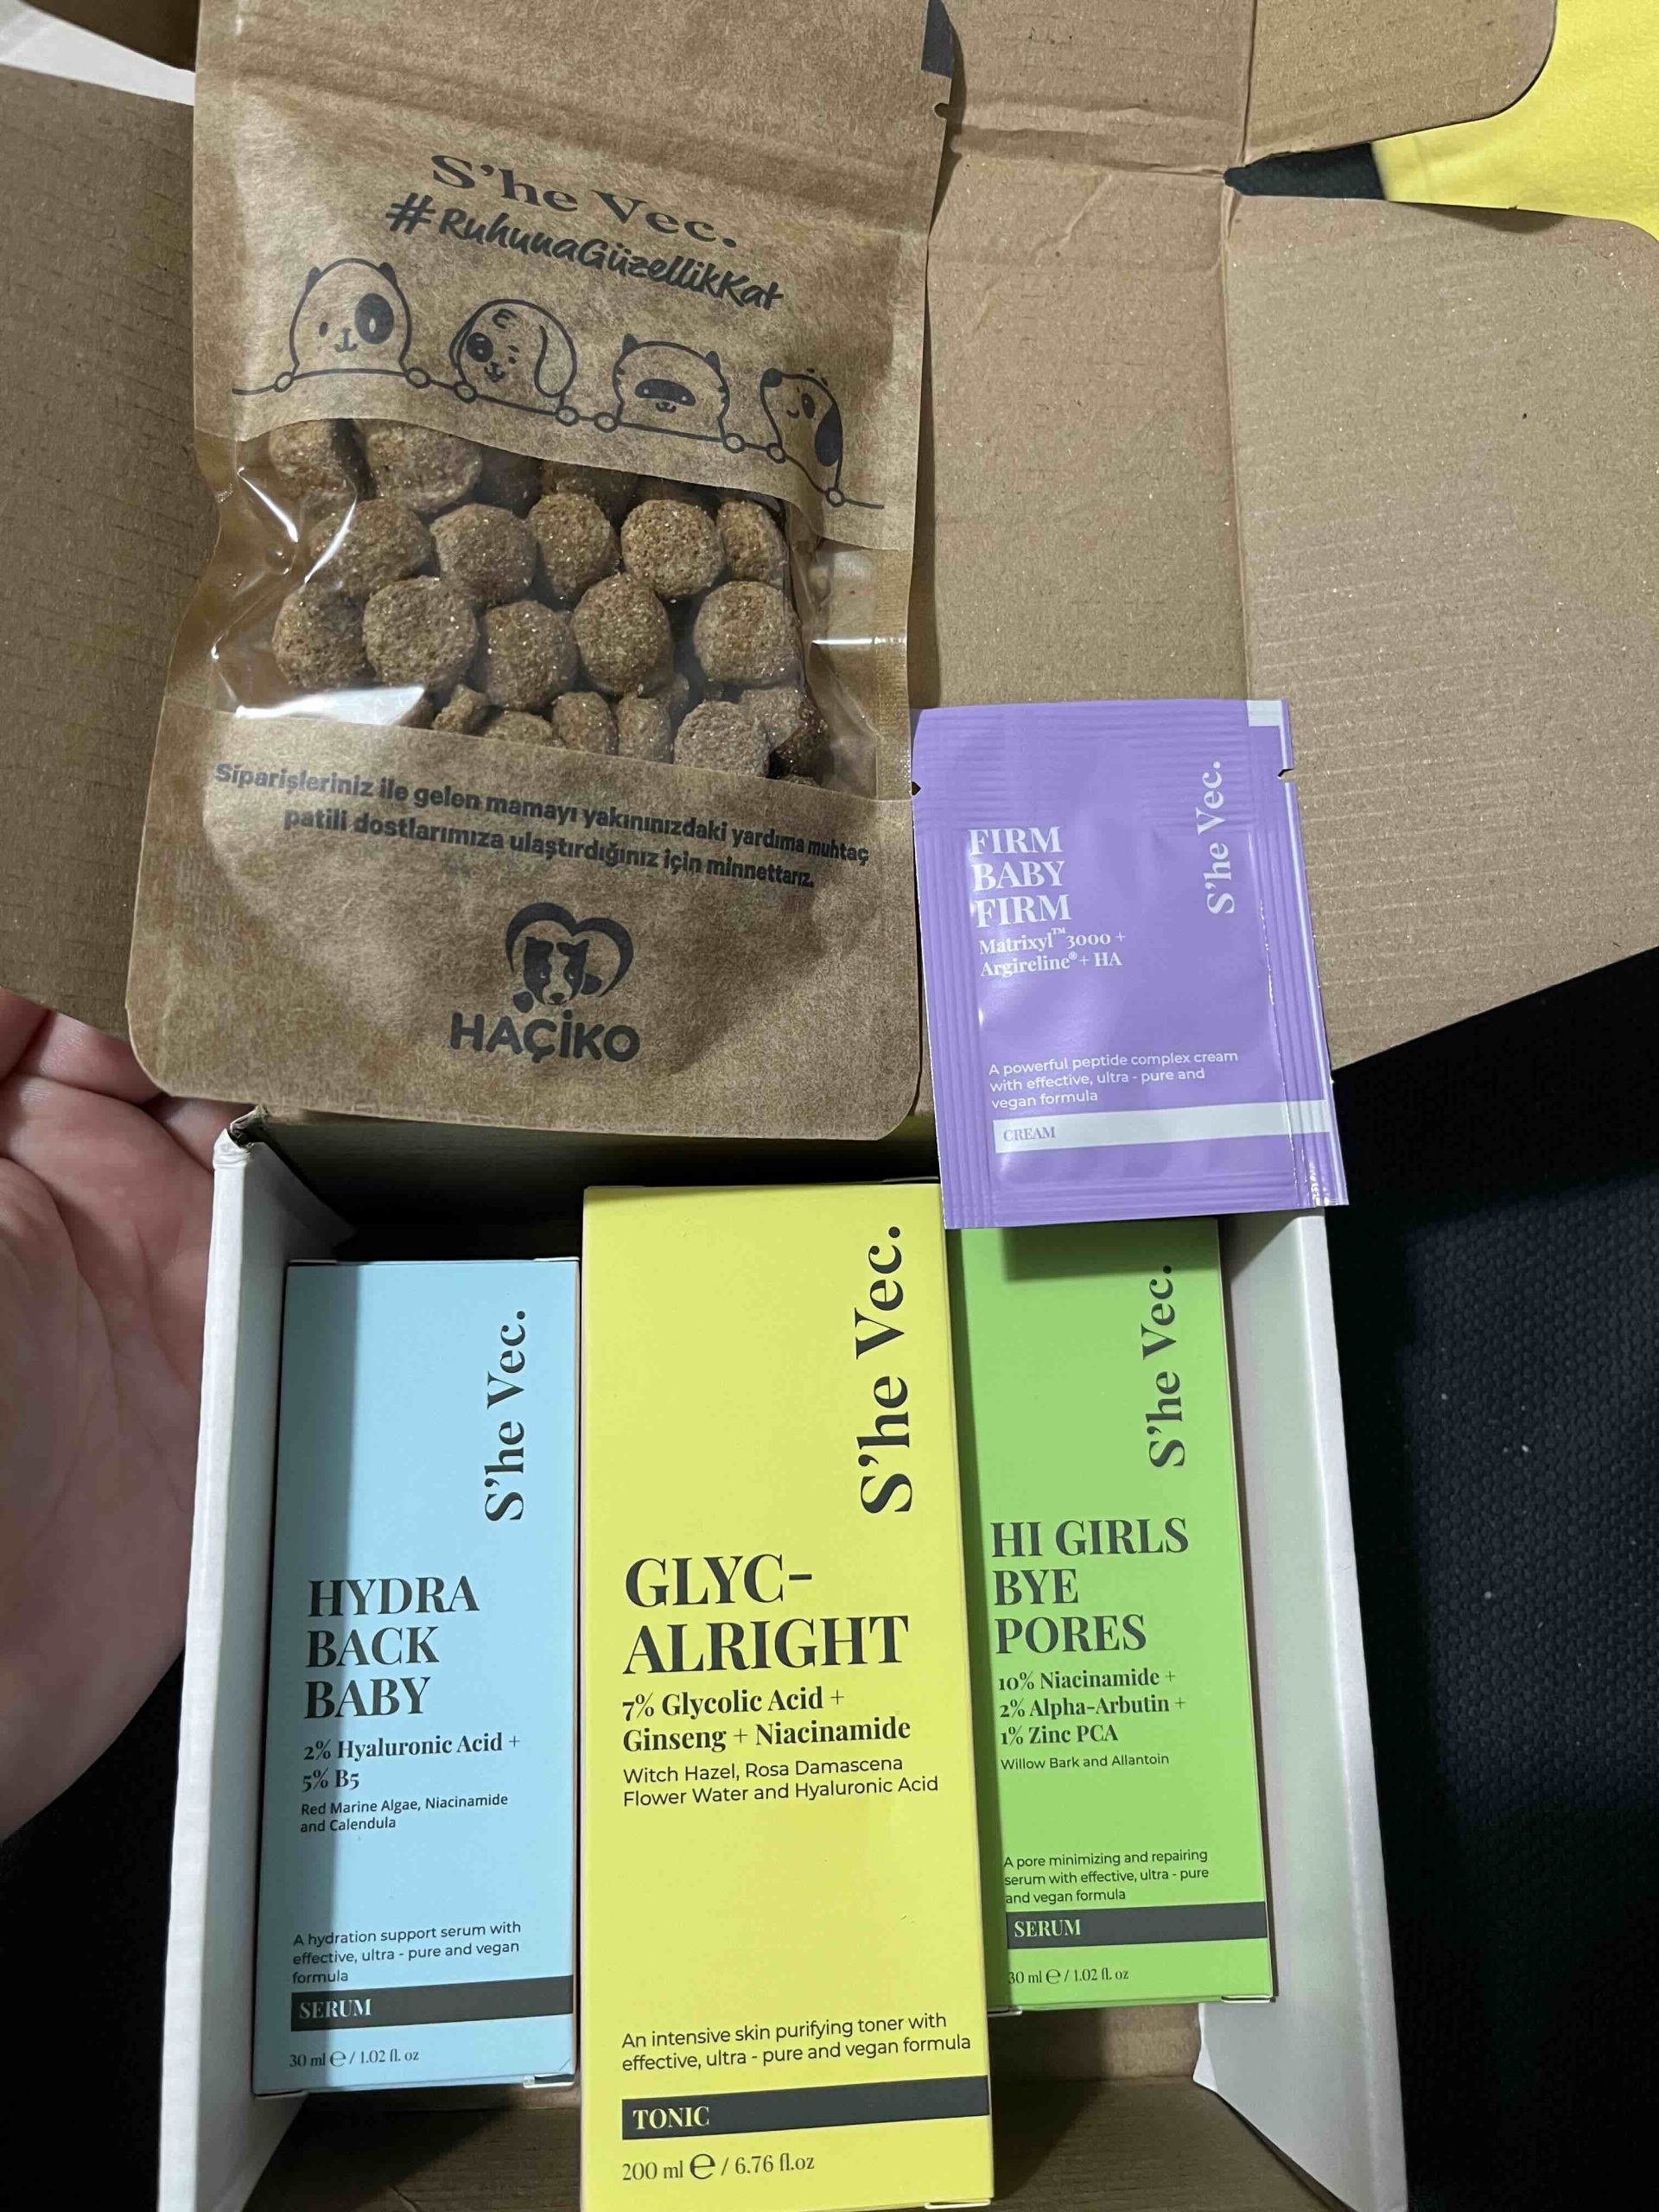 S'he Vec.
#RuhunaGüzellikKat
Siparişleriniz ile gelen mamayı yakınınızdaki yardıma muhtaç
patili dostlarımıza ulaştırdığınız için minnettarız.
HAÇİKO
S'he Vec.
FIRM
BABY
FIRM
Matrixyl™ 3000 +
Argireline® + HA
A powerful peptide complex cream
with effective, ultra - pure and
vegan formula
CREAM
S'he Vec.
HYDRA
BACK
BABY
2% Hyaluronic Acid +
5% B5
Red Marine Algae, Niacinamide
and Calendula
A hydration support serum with
effective, ultra - pure and vegan
formula
SERUM
30 ml ℮ / 1.02 fl. oz
S'he Vec.
GLYC-
ALRIGHT
7% Glycolic Acid +
Ginseng + Niacinamide
Witch Hazel, Rosa Damascena
Flower Water and Hyaluronic Acid
An intensive skin purifying toner with
effective, ultra - pure and vegan formula
TONIC
200 ml ℮ / 6.76 fl.oz
S'he Vec.
HI GIRLS
BYE
PORES
10% Niacinamide +
2% Alpha-Arbutin +
1% Zinc PCA
Willow Bark and Allantoin
A pore minimizing and repairing
serum with effective, ultra - pure
and vegan formula
SERUM
30 ml ℮ / 1.02 fl. oz